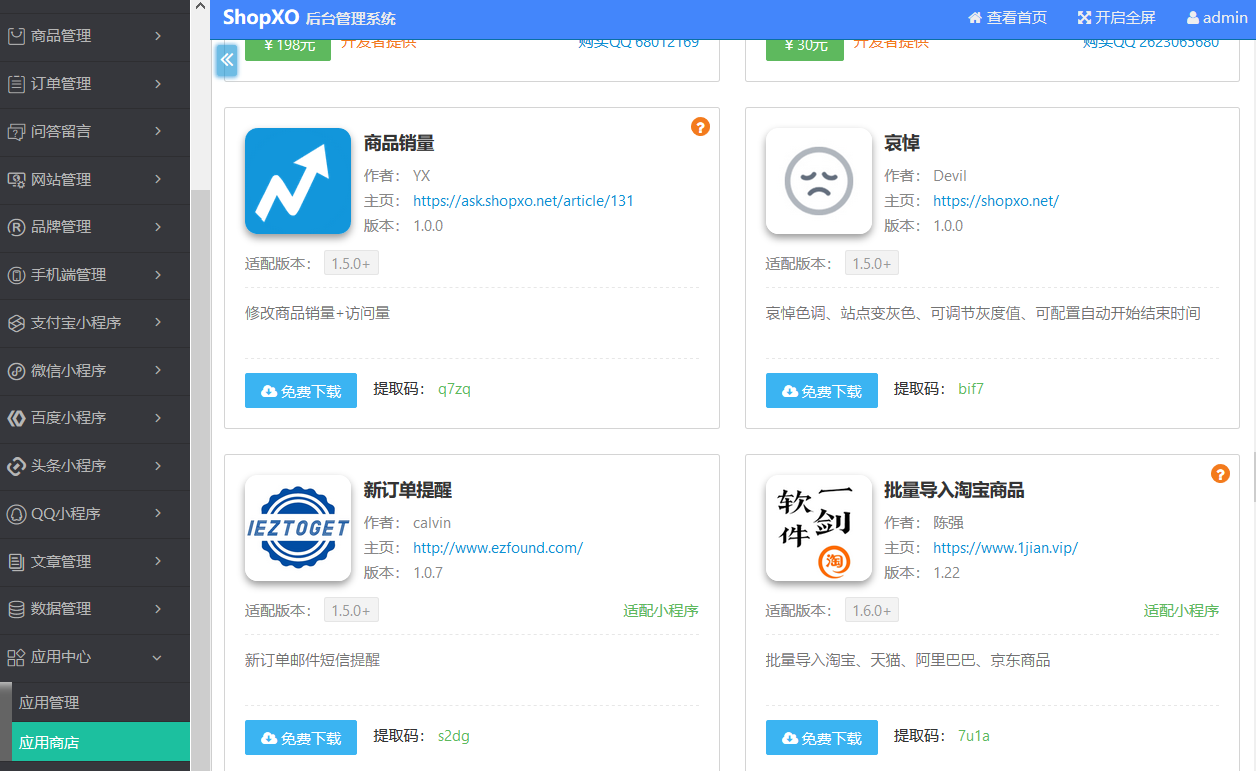 ShopXO 后台管理系统
查看首页
开启全屏
admin
商品管理
订单管理
问答留言
网站管理
品牌管理
手机端管理
支付宝小程序
微信小程序
百度小程序
头条小程序
QQ小程序
文章管理
数据管理
应用中心
应用管理
应用商店
￥198元 开发者提供 购买QQ 68012169
￥30元 开发者提供 购买QQ 2623065680
商品销量
作者： YX
主页： https://ask.shopxo.net/article/131
版本： 1.0.0
适配版本： 1.5.0+
修改商品销量+访问量
免费下载 提取码： q7zq
哀悼
作者： Devil
主页： https://shopxo.net/
版本： 1.0.0
适配版本： 1.5.0+
哀悼色调、站点变灰色、可调节灰度值、可配置自动开始结束时间
免费下载 提取码： bif7
IEZTOGET
新订单提醒
作者： calvin
主页： http://www.ezfound.com/
版本： 1.0.7
适配版本： 1.5.0+ 适配小程序
新订单邮件短信提醒
免费下载 提取码： s2dg
一剑
软件
淘
批量导入淘宝商品
作者： 陈强
主页： https://www.1jian.vip/
版本： 1.22
适配版本： 1.6.0+ 适配小程序
批量导入淘宝、天猫、阿里巴巴、京东商品
免费下载 提取码： 7u1a